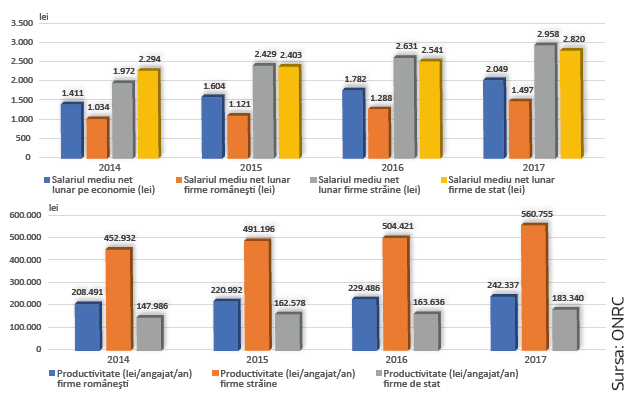 lei
3.500
3.000
2.500
2.000
1.500
1.000
500
0
1.411 1.034 1.972 2.294
1.604 1.121 2.429 2.403
1.782 1.288 2.631 2.541
2.049 1.497 2.958 2.820
2014 2015 2016 2017
Salariul mediu net lunar pe economie (lei)
Salariul mediu net lunar firme românești (lei)
Salariul mediu net lunar firme străine (lei)
Salariul mediu net lunar firme de stat (lei)
lei
600.000
500.000
400.000
300.000
200.000
100.000
0
208.491 452.932 147.986
220.992 491.196 162.578
229.486 504.421 163.636
242.337 560.755 183.340
2014 2015 2016 2017
Productivitate (lei/angajat/an) firme românești
Productivitate (lei/angajat/an) firme străine
Productivitate (lei/angajat/an) firme de stat
Sursa: ONRC